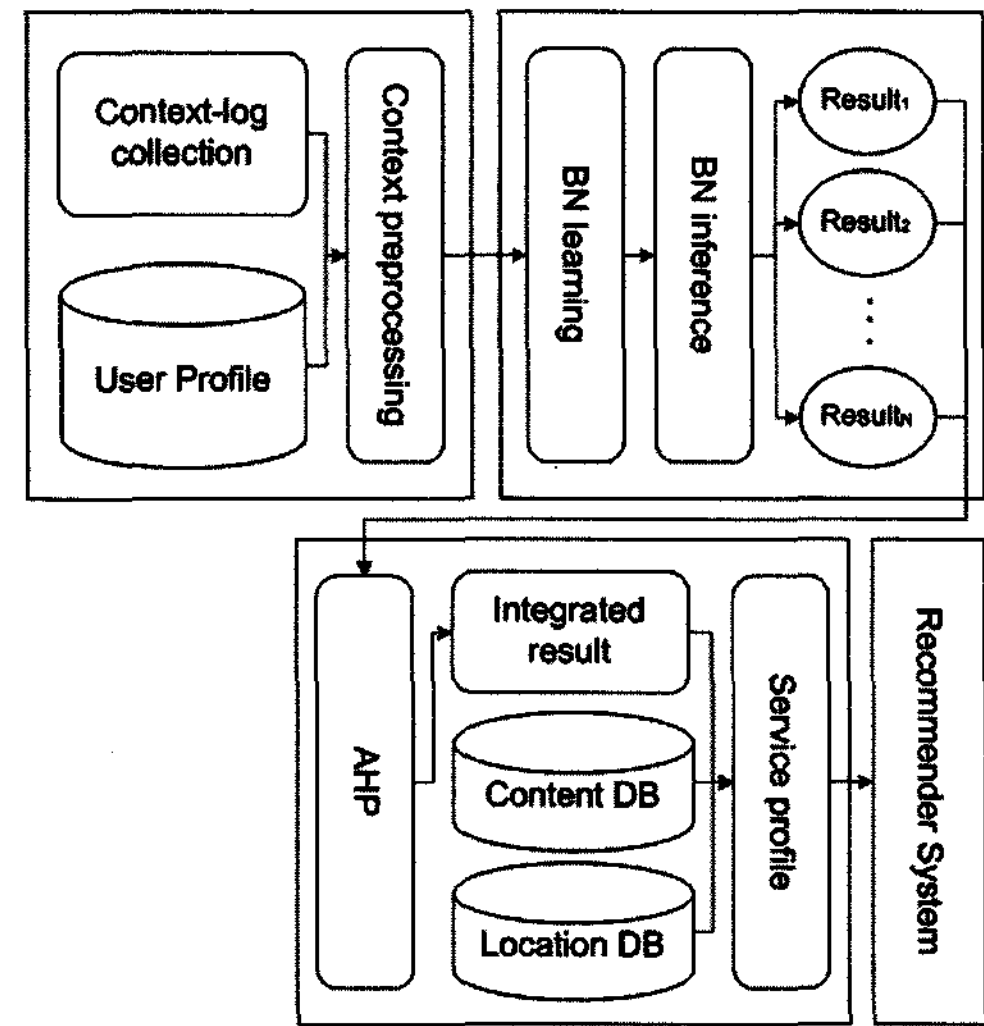 Context-log
collection
User Profile
Context preprocessing
BN learning
BN inference
Result₁
Result₂
Result_N
AHP
Integrated
result
Content DB
Location DB
Service profile
Recommender System